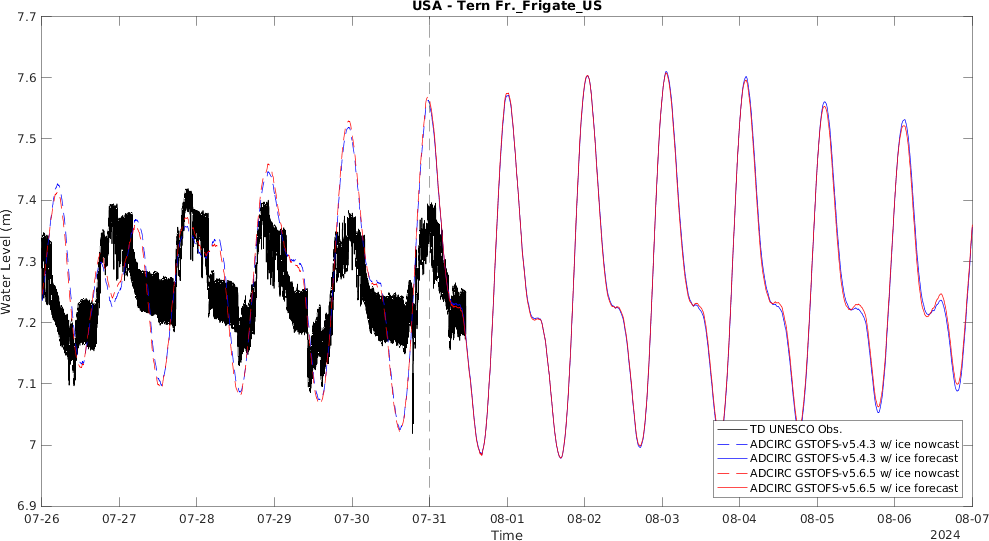 USA - Tern Fr._Frigate_US
7.7
7.6
7.5
7.4
7.3
7.2
7.1
7
6.9
Water Level (m)
07-26 07-27 07-28 07-29 07-30 07-31 08-01 08-02 08-03 08-04 08-05 08-06 08-07
Time
2024
TD UNESCO Obs.
ADCIRC GSTOFS-v5.4.3 w/ ice nowcast
ADCIRC GSTOFS-v5.4.3 w/ ice forecast
ADCIRC GSTOFS-v5.6.5 w/ ice nowcast
ADCIRC GSTOFS-v5.6.5 w/ ice forecast